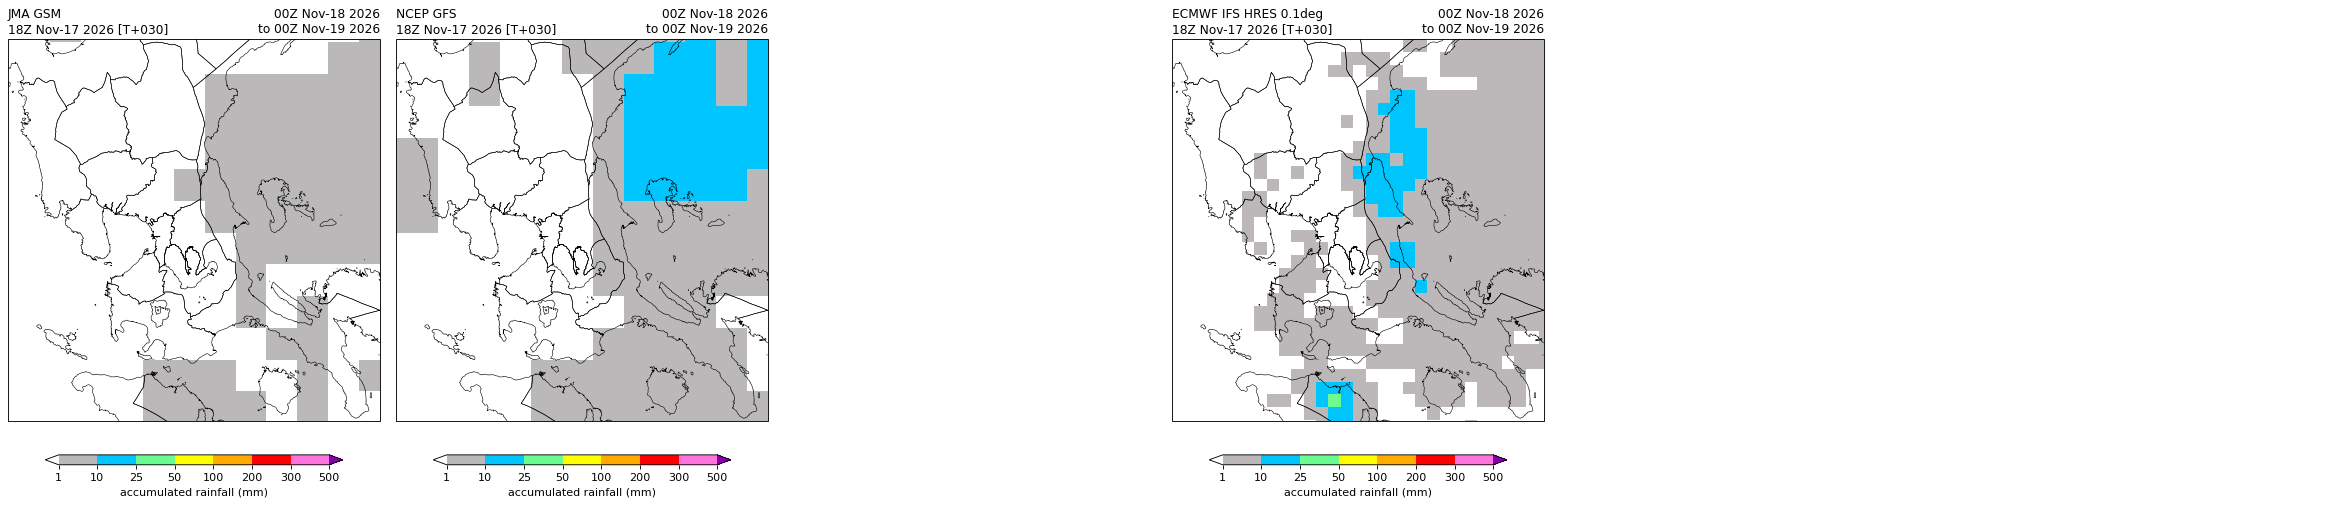 JMA GSM 00Z Nov-18 2026
18Z Nov-17 2026 [T+030] to 00Z Nov-19 2026
1 10 25 50 100 200 300 500
accumulated rainfall (mm)
NCEP GFS 00Z Nov-18 2026
18Z Nov-17 2026 [T+030] to 00Z Nov-19 2026
1 10 25 50 100 200 300 500
accumulated rainfall (mm)
ECMWF IFS HRES 0.1deg 00Z Nov-18 2026
18Z Nov-17 2026 [T+030] to 00Z Nov-19 2026
1 10 25 50 100 200 300 500
accumulated rainfall (mm)